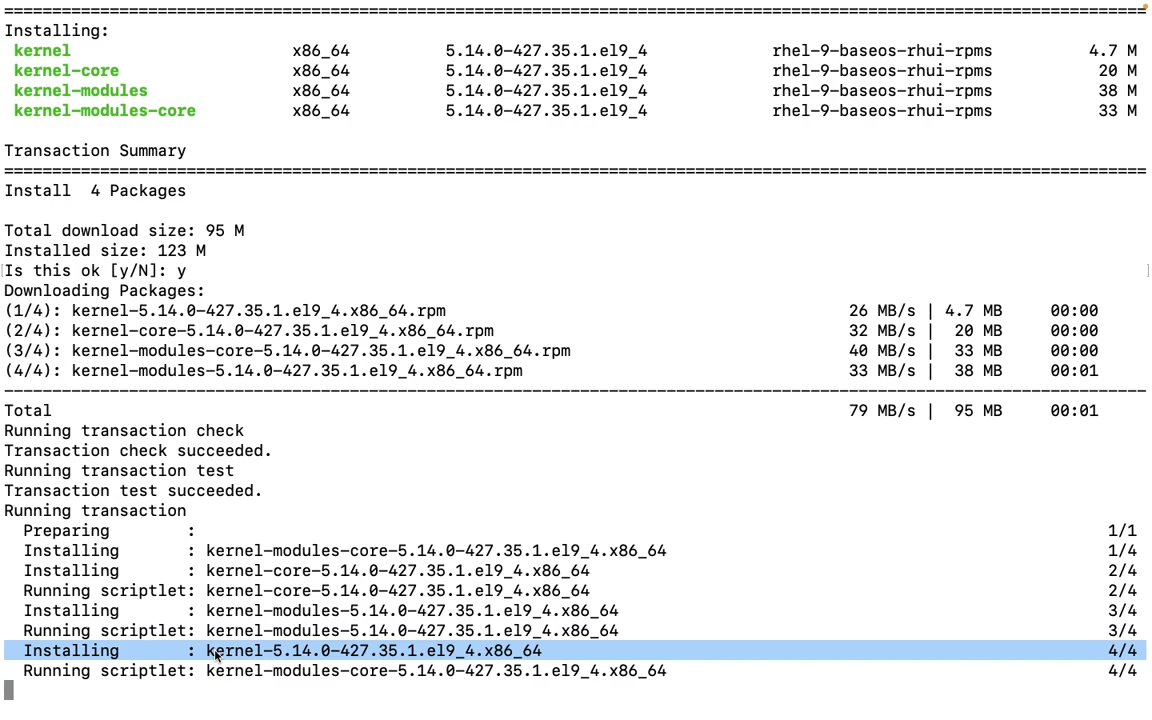 ================================================================================
Installing:
 kernel                       x86_64          5.14.0-427.35.1.el9_4             rhel-9-baseos-rhui-rpms          4.7 M
 kernel-core                  x86_64          5.14.0-427.35.1.el9_4             rhel-9-baseos-rhui-rpms           20 M
 kernel-modules               x86_64          5.14.0-427.35.1.el9_4             rhel-9-baseos-rhui-rpms           38 M
 kernel-modules-core          x86_64          5.14.0-427.35.1.el9_4             rhel-9-baseos-rhui-rpms           33 M
Transaction Summary
================================================================================
Install  4 Packages
Total download size: 95 M
Installed size: 123 M
Is this ok [y/N]: y
Downloading Packages:
(1/4): kernel-5.14.0-427.35.1.el9_4.x86_64.rpm                                          26 MB/s | 4.7 MB     00:00
(2/4): kernel-core-5.14.0-427.35.1.el9_4.x86_64.rpm                                     32 MB/s |  20 MB     00:00
(3/4): kernel-modules-core-5.14.0-427.35.1.el9_4.x86_64.rpm                             40 MB/s |  33 MB     00:00
(4/4): kernel-modules-5.14.0-427.35.1.el9_4.x86_64.rpm                                  33 MB/s |  38 MB     00:01
--------------------------------------------------------------------------------
Total                                                                                   79 MB/s |  95 MB     00:01
Running transaction check
Transaction check succeeded.
Running transaction test
Transaction test succeeded.
Running transaction
  Preparing        :                                                                                               1/1
  Installing       : kernel-modules-core-5.14.0-427.35.1.el9_4.x86_64                                              1/4
  Installing       : kernel-core-5.14.0-427.35.1.el9_4.x86_64                                                      2/4
  Running scriptlet: kernel-core-5.14.0-427.35.1.el9_4.x86_64                                                      2/4
  Installing       : kernel-modules-5.14.0-427.35.1.el9_4.x86_64                                                   3/4
  Running scriptlet: kernel-modules-5.14.0-427.35.1.el9_4.x86_64                                                   3/4
  Installing       : kernel-5.14.0-427.35.1.el9_4.x86_64                                                           4/4
  Running scriptlet: kernel-modules-core-5.14.0-427.35.1.el9_4.x86_64                                              4/4